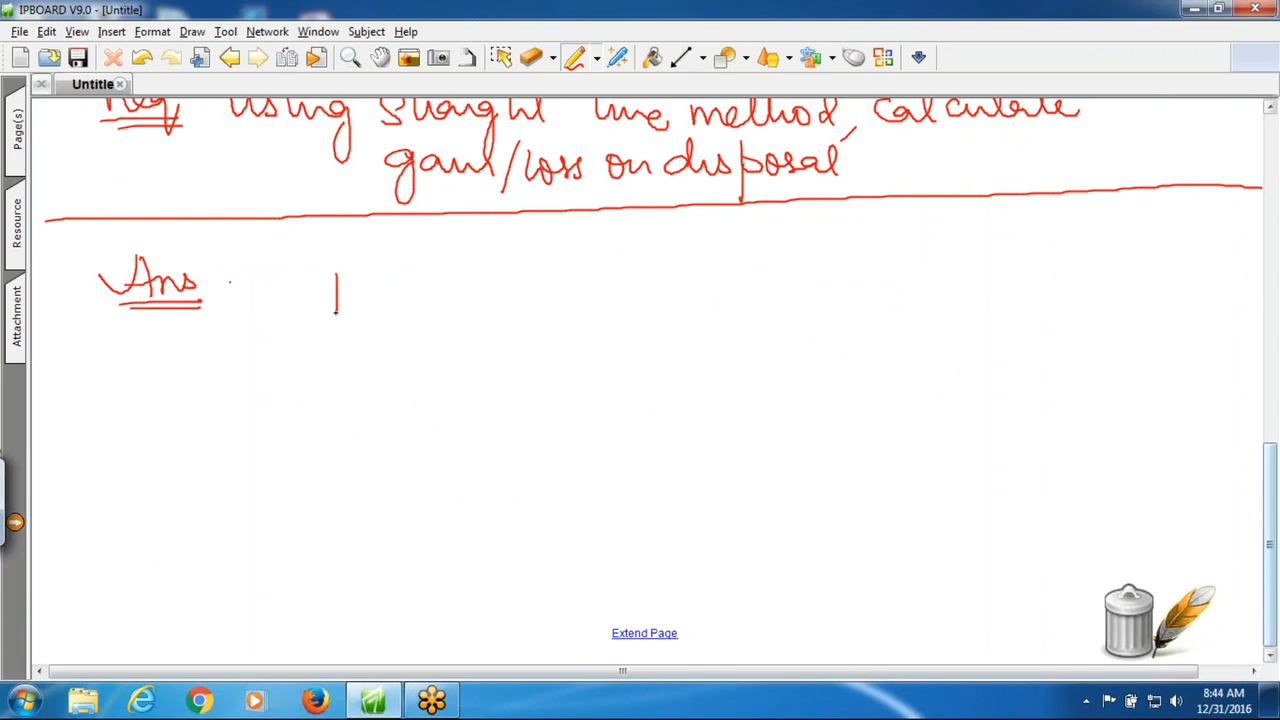 IPBOARD V9.0 - [Untitled]
File Edit View Insert Format Draw Tool Network Window Subject Help
Untitle
Page(s)
Resource
Attachment
Req Using Straight line method, calculate
gain/loss on disposal
Ans
Extend Page
8:44 AM
12/31/2016